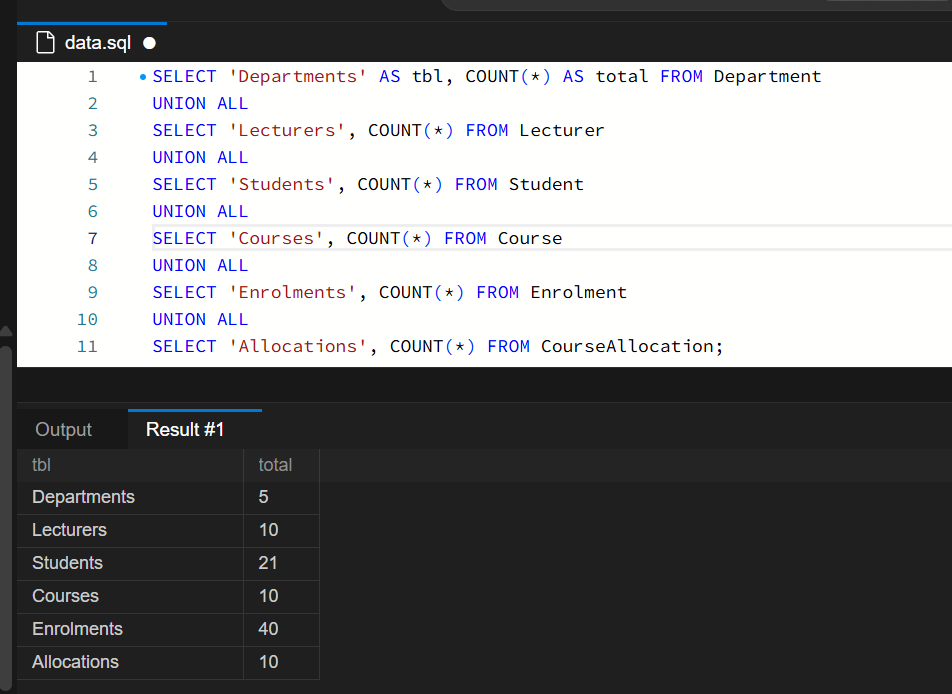 data.sql
1 SELECT 'Departments' AS tbl, COUNT(*) AS total FROM Department
2 UNION ALL
3 SELECT 'Lecturers', COUNT(*) FROM Lecturer
4 UNION ALL
5 SELECT 'Students', COUNT(*) FROM Student
6 UNION ALL
7 SELECT 'Courses', COUNT(*) FROM Course
8 UNION ALL
9 SELECT 'Enrolments', COUNT(*) FROM Enrolment
10 UNION ALL
11 SELECT 'Allocations', COUNT(*) FROM CourseAllocation;
Output Result #1
tbl total
Departments 5
Lecturers 10
Students 21
Courses 10
Enrolments 40
Allocations 10